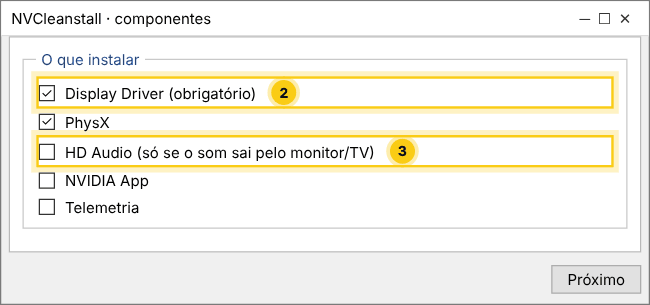 NVCleanstall · componentes
O que instalar
Display Driver (obrigatório) 2
PhysX
HD Audio (só se o som sai pelo monitor/TV) 3
NVIDIA App
Telemetria
Próximo